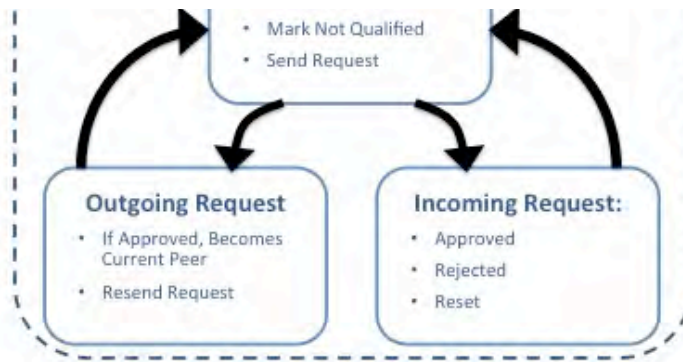 • Mark Not Qualified
• Send Request
Outgoing Request
• If Approved, Becomes
Current Peer
• Resend Request
Incoming Request:
• Approved
• Rejected
• Reset